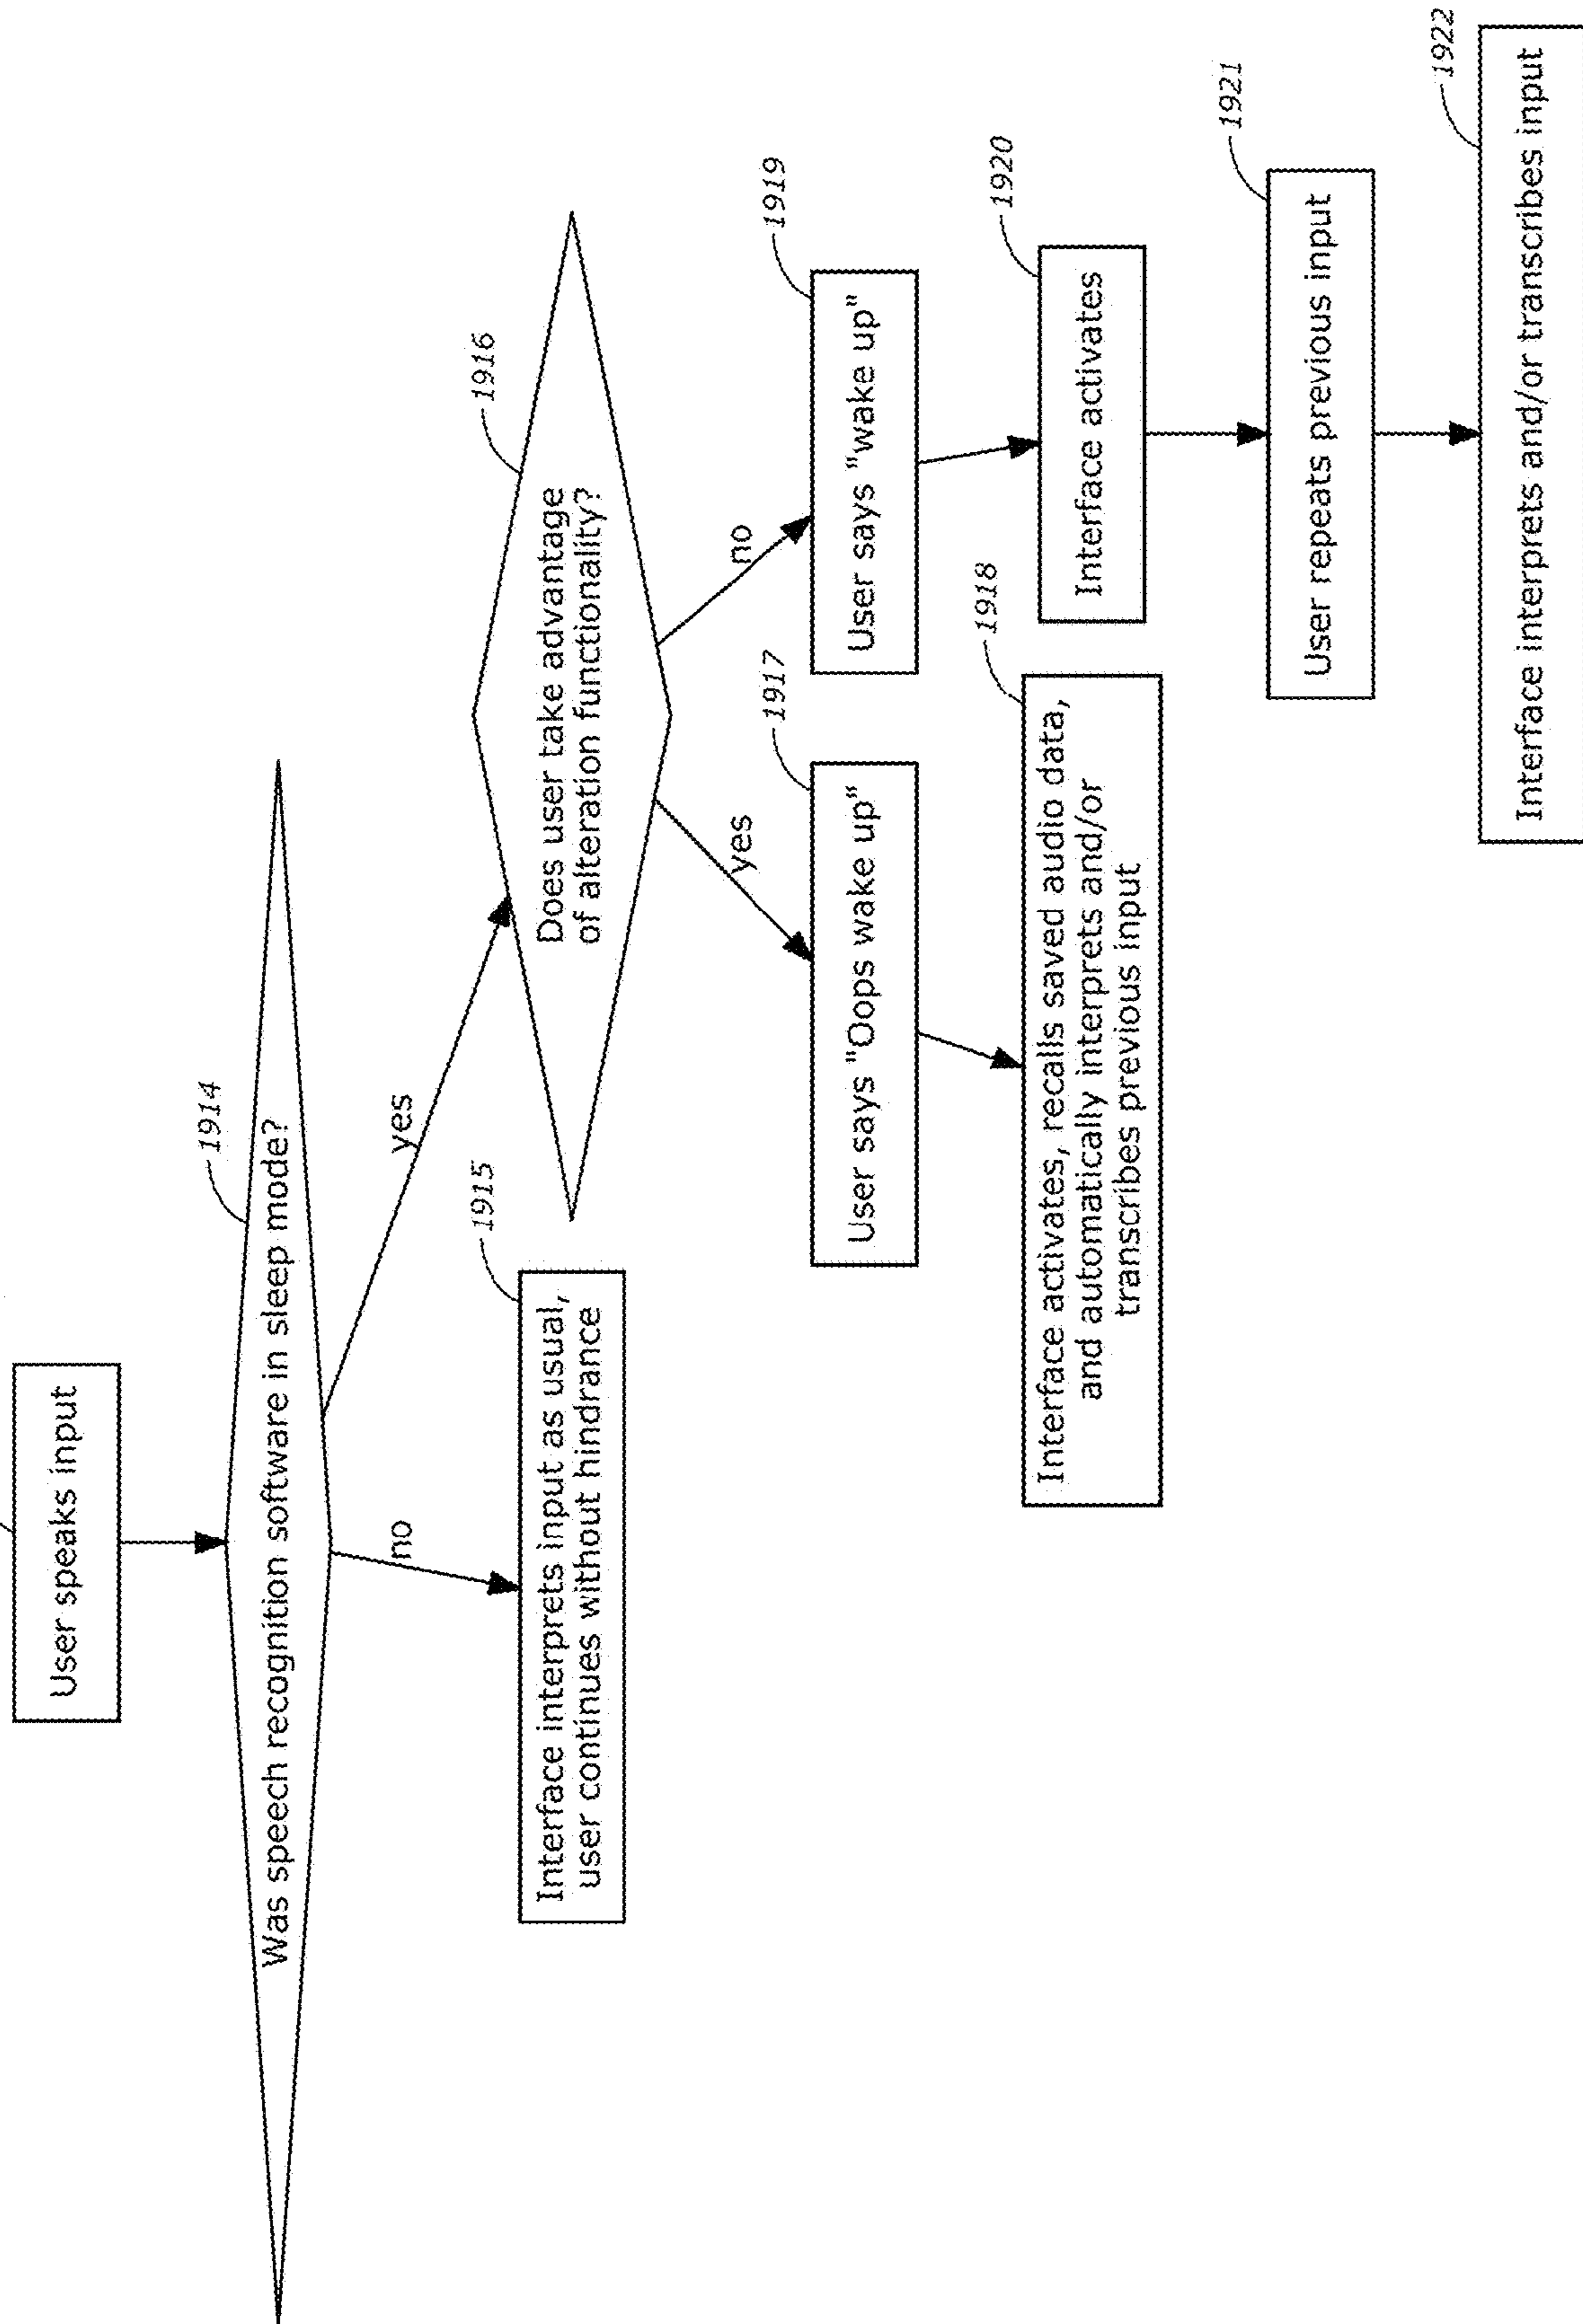 User speaks input
1914
Was speech recognition software in sleep mode?
no
yes
1915
Interface interprets input as usual,
user continues without hindrance
1916
Does user take advantage
of alteration functionality?
yes
no
1917
User says "Oops wake up"
1919
User says "wake up"
1918
Interface activates, recalls saved audio data,
and automatically interprets and/or
transcribes previous input
1920
Interface activates
1921
User repeats previous input
1922
Interface interprets and/or transcribes input